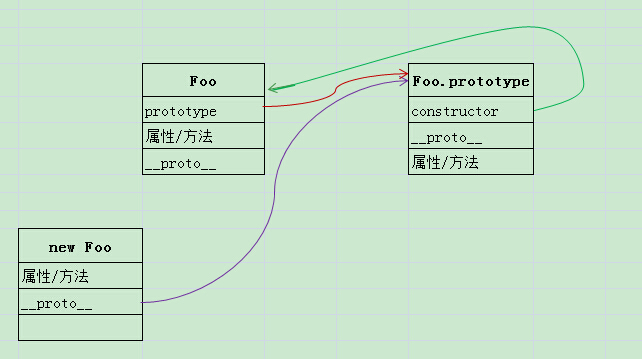 Foo
prototype
属性/方法
__proto__
Foo.prototype
constructor
__proto__
属性/方法
new Foo
属性/方法
__proto__